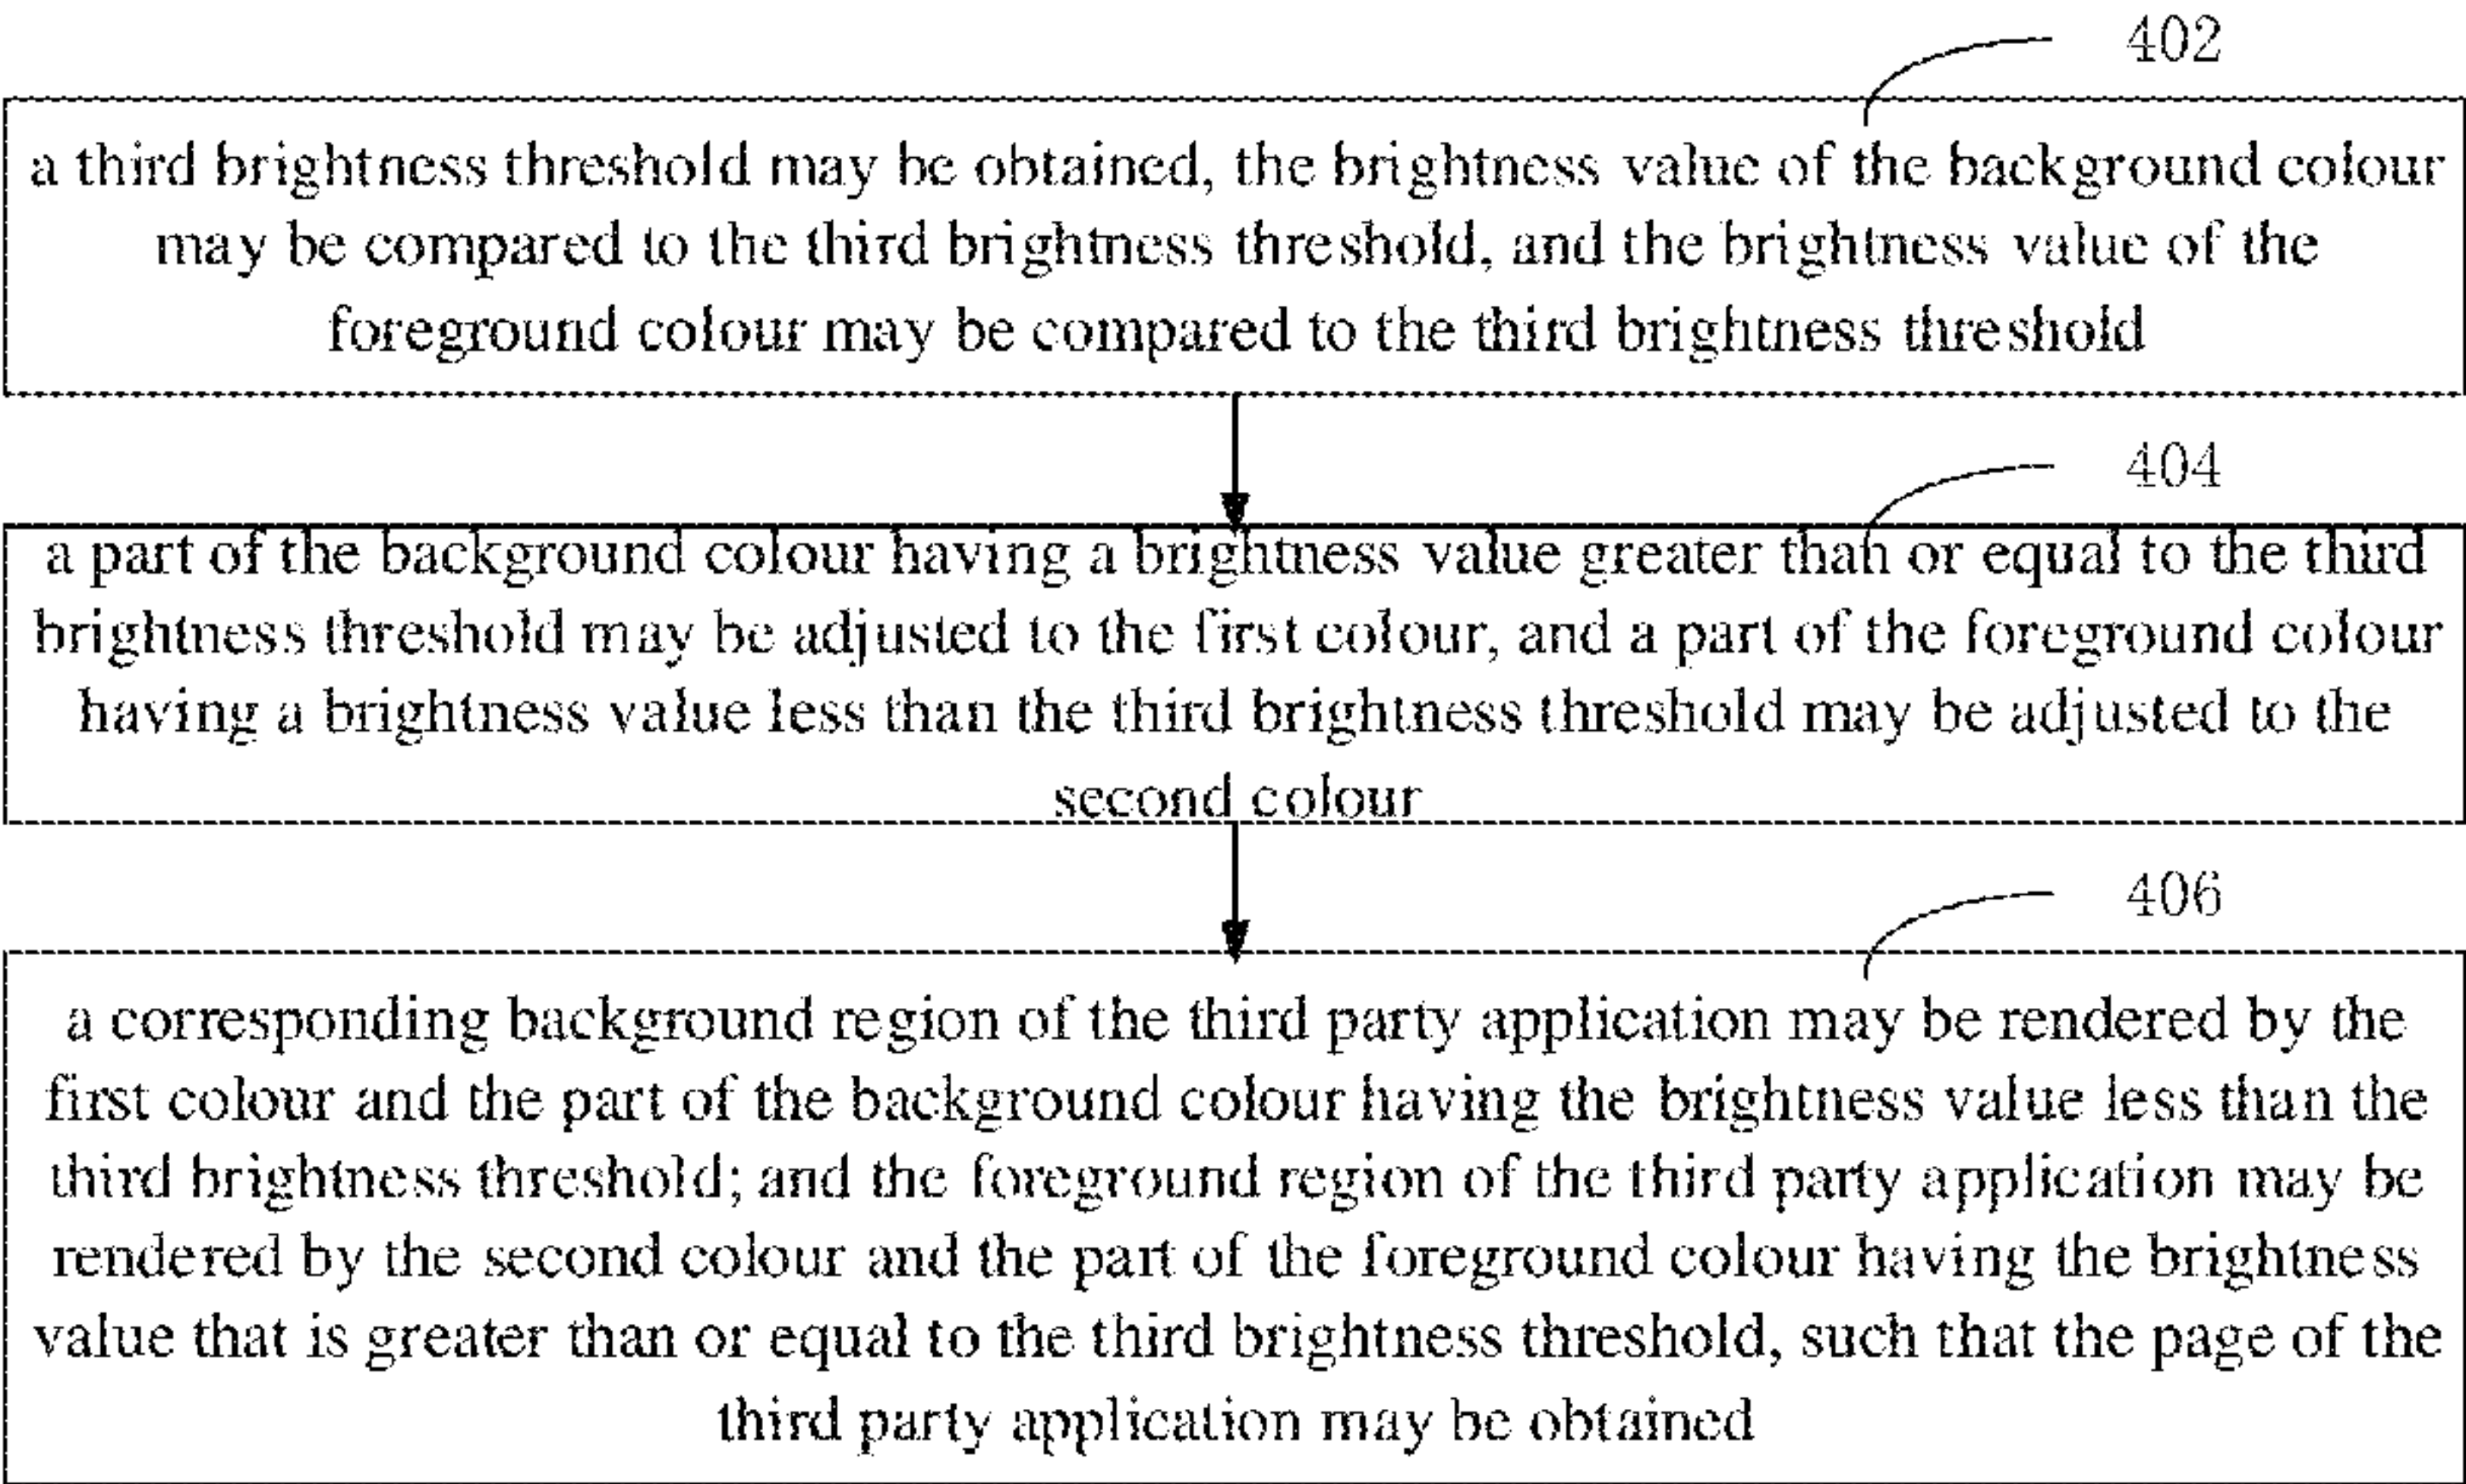 402
a third brightness threshold may be obtained, the brightness value of the background colour
may be compared to the third brightness threshold, and the brightness value of the
foreground colour may be compared to the third brightness threshold
404
a part of the background colour having a brightness value greater than or equal to the third
brightness threshold may be adjusted to the first colour, and a part of the foreground colour
having a brightness value less than the third brightness threshold may be adjusted to the
second colour
406
a corresponding background region of the third party application may be rendered by the
first colour and the part of the background colour having the brightness value less than the
third brightness threshold; and the foreground region of the third party application may be
rendered by the second colour and the part of the foreground colour having the brightness
value that is greater than or equal to the third brightness threshold, such that the page of the
third party application may be obtained